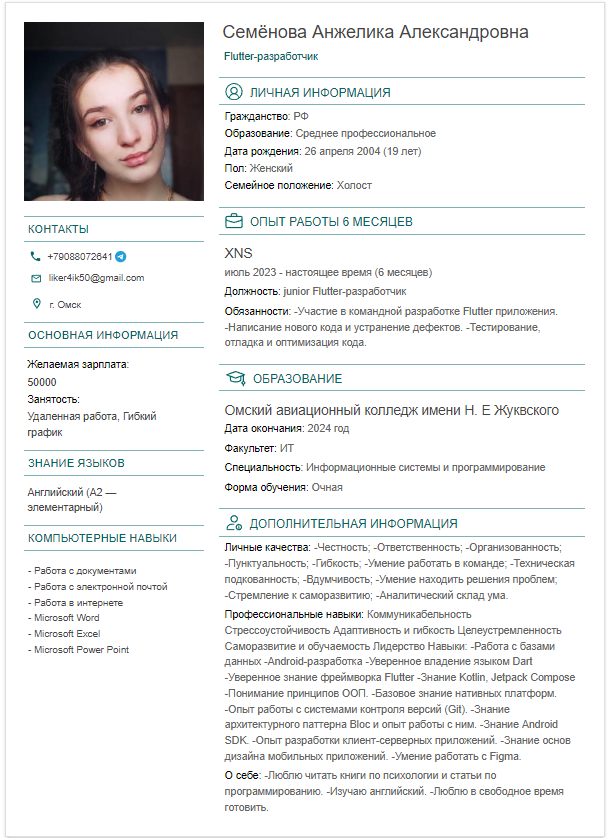 Семёнова Анжелика Александровна
Flutter-разработчик
КОНТАКТЫ
+79088072641
liker4ik50@gmail.com
г. Омск
ОСНОВНАЯ ИНФОРМАЦИЯ
Желаемая зарплата:
50000
Занятость:
Удаленная работа, Гибкий
график
ЗНАНИЕ ЯЗЫКОВ
Английский (A2 —
элементарный)
КОМПЬЮТЕРНЫЕ НАВЫКИ
- Работа с документами
- Работа с электронной почтой
- Работа в интернете
- Microsoft Word
- Microsoft Excel
- Microsoft Power Point
ЛИЧНАЯ ИНФОРМАЦИЯ
Гражданство: РФ
Образование: Среднее профессиональное
Дата рождения: 26 апреля 2004 (19 лет)
Пол: Женский
Семейное положение: Холост
ОПЫТ РАБОТЫ 6 МЕСЯЦЕВ
XNS
июль 2023 - настоящее время (6 месяцев)
Должность: junior Flutter-разработчик
Обязанности: -Участие в командной разработке Flutter приложения.
-Написание нового кода и устранение дефектов. -Тестирование,
отладка и оптимизация кода.
ОБРАЗОВАНИЕ
Омский авиационный колледж имени Н. Е Жуквского
Дата окончания: 2024 год
Факультет: ИТ
Специальность: Информационные системы и программирование
Форма обучения: Очная
ДОПОЛНИТЕЛЬНАЯ ИНФОРМАЦИЯ
Личные качества: -Честность; -Ответственность; -Организованность;
-Пунктуальность; -Гибкость; -Умение работать в команде; -Техническая
подкованность; -Вдумчивость; -Умение находить решения проблем;
-Стремление к саморазвитию; -Аналитический склад ума.
Профессиональные навыки: Коммуникабельность
Стрессоустойчивость Адаптивность и гибкость Целеустремленность
Саморазвитие и обучаемость Лидерство Навыки: -Работа с базами
данных -Android-разработка -Уверенное владение языком Dart
-Уверенное знание фреймворка Flutter -Знание Kotlin, Jetpack Compose
-Понимание принципов ООП. -Базовое знание нативных платформ.
-Опыт работы с системами контроля версий (Git). -Знание
архитектурного паттерна Bloc и опыт работы с ним. -Знание Android
SDK. -Опыт разработки клиент-серверных приложений. -Знание основ
дизайна мобильных приложений. -Умение работать с Figma.
О себе: -Люблю читать книги по психологии и статьи по
программированию. -Изучаю английский. -Люблю в свободное время
готовить.